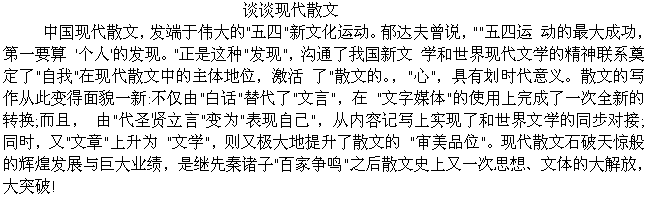 谈谈现代散文
中国现代散文，发端于伟大的"五四"新文化运动。郁达夫曾说，""五四运 动的最大成功，
第一要算 '个人'的发现。"正是这种"发现"，沟通了我国新文 学和世界现代文学的精神联系奠
定了"自我"在现代散文中的主体地位，激活 了"散文的。，"心"，具有划时代意义。散文的写
作从此变得面貌一新:不仅由"白话"替代了"文言"，在 "文字媒体"的使用上完成了一次全新的
转换;而且， 由"代圣贤立言"变为"表现自己"，从内容记写上实现了和世界文学的同步对接;
同时，又"文章"上升为 "文学"，则又极大地提升了散文的 "审美品位"。现代散文石破天惊般
的辉煌发展与巨大业绩，是继先秦诸子"百家争鸣"之后散文史上又一次思想、文体的大解放，
大突破!